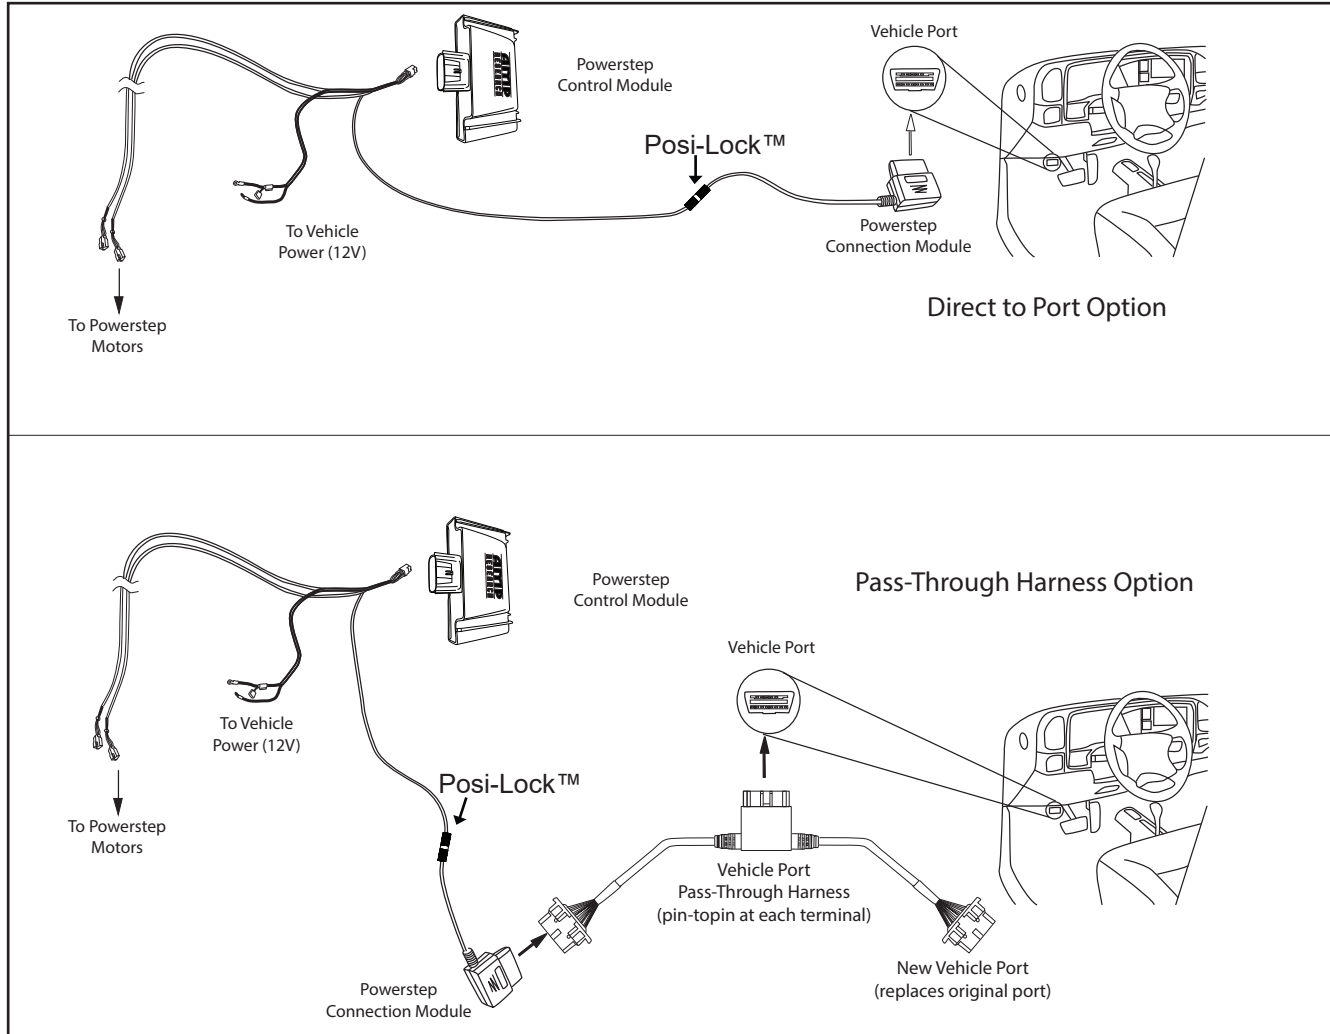 Vehicle Port
Powerstep
Control Module
Posi-Lock™
To Vehicle
Power (12V)
Powerstep
Connection Module
Direct to Port Option
To Powerstep
Motors
Powerstep
Control Module
Pass-Through Harness Option
Vehicle Port
To Vehicle
Power (12V)
Posi-Lock™
To Powerstep
Motors
Vehicle Port
Pass-Through Harness
(pin-topin at each terminal)
New Vehicle Port
(replaces original port)
Powerstep
Connection Module